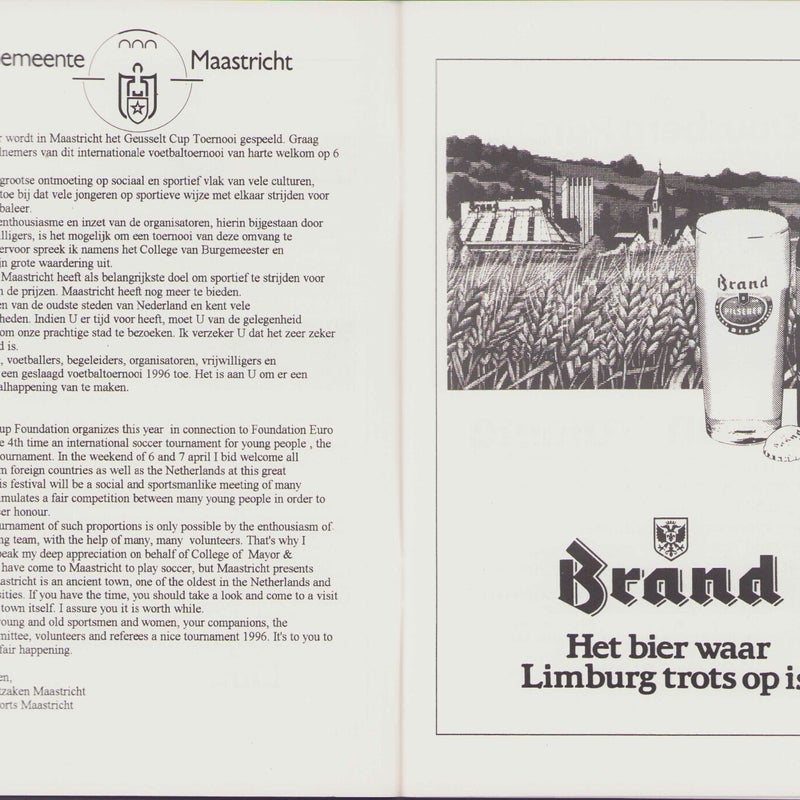 emeente Maastricht
r wordt in Maastricht het Geusselt Cup Toernooi gespeeld. Graag
lnemers van dit internationale voetbaltoernooi van harte welkom op 6
grootse ontmoeting op sociaal en sportief vlak van vele culturen,
toe bij dat vele jongeren op sportieve wijze met elkaar strijden voor
baleer.
enthousiasme en inzet van de organisatoren, hierin bijgestaan door
lligers, is het mogelijk om een toernooi van deze omvang te
ervoor spreek ik namens het College van Burgemeester en
jn grote waardering uit.
Maastricht heeft als belangrijkste doel om sportief te strijden voor
n de prijzen. Maastricht heeft nog meer te bieden.
en van de oudste steden van Nederland en kent vele
heden. Indien U er tijd voor heeft, moet U van de gelegenheid
om onze prachtige stad te bezoeken. Ik verzeker U dat het zeer zeker
d is.
, voetballers, begeleiders, organisatoren, vrijwilligers en
een geslaagd voetbaltoernooi 1996 toe. Het is aan U om er een
alhappening van te maken.
up Foundation organizes this year in connection to Foundation Euro
e 4th time an international soccer tournament for young people , the
ournament. In the weekend of 6 and 7 april I bid welcome all
m foreign countries as well as the Netherlands at this great
is festival will be a social and sportsmanlike meeting of many
mulates a fair competition between many young people in order to
er honour.
urnament of such proportions is only possible by the enthousiasm of
ng team, with the help of many, many volunteers. That's why I
peak my deep appreciation on behalf of College of Mayor &
have come to Maastricht to play soccer, but Maastricht presents
astricht is an ancient town, one of the oldest in the Netherlands and
sities. If you have the time, you should take a look and come to a visit
town itself. I assure you it is worth while.
oung and old sportsmen and women, your companions, the
mittee, volunteers and referees a nice tournament 1996. It's to you to
fair happening.
en,
tzaken Maastricht
orts Maastricht
Brand
Brand
PILSENER
BIER
Brand
Het bier waar
Limburg trots op is